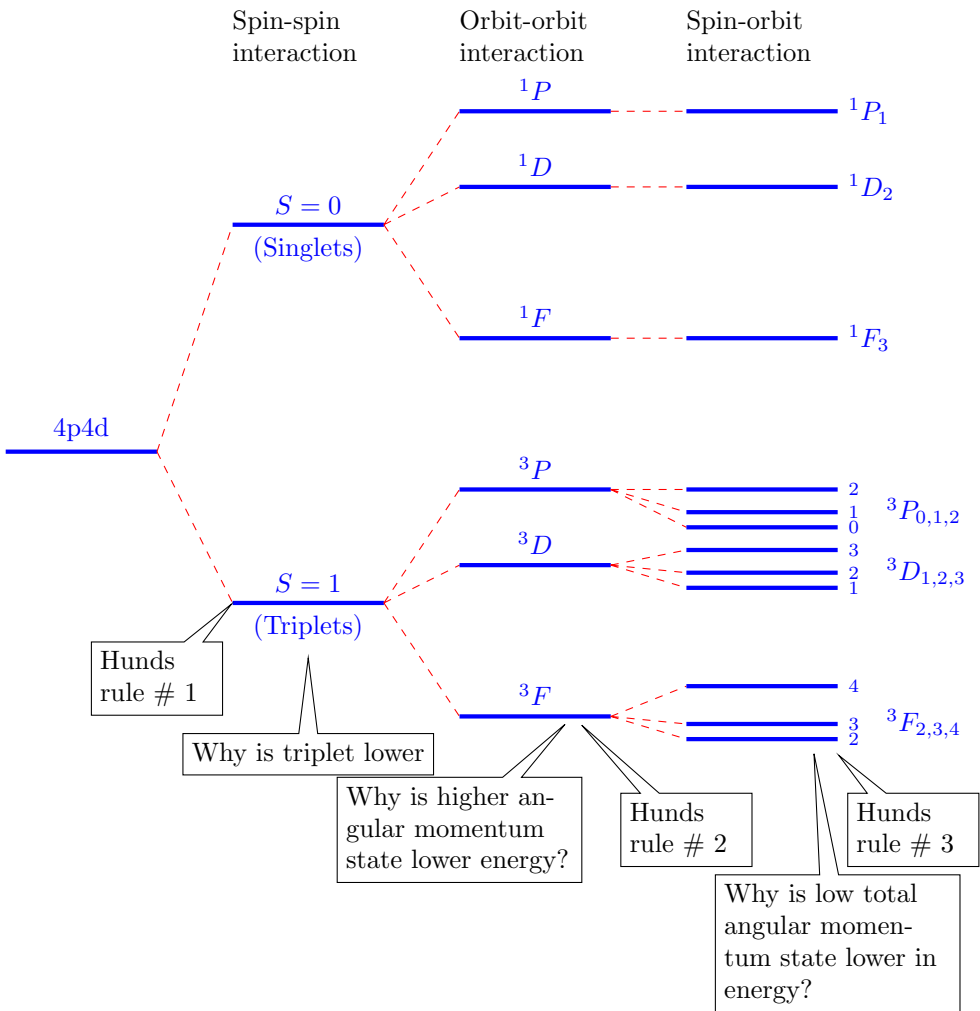 Spin-spin
interaction
Orbit-orbit
interaction
Spin-orbit
interaction
¹P
¹P₁
¹D
¹D₂
S = 0
(Singlets)
¹F
¹F₃
4p4d
³P
2
1
0
³P₀,₁,₂
³D
3
2
1
³D₁,₂,₃
S = 1
(Triplets)
Hunds
rule # 1
³F
4
3
2
³F₂,₃,₄
Why is triplet lower
Why is higher an-
gular momentum
state lower energy?
Hunds
rule # 2
Hunds
rule # 3
Why is low total
angular momen-
tum state lower in
energy?